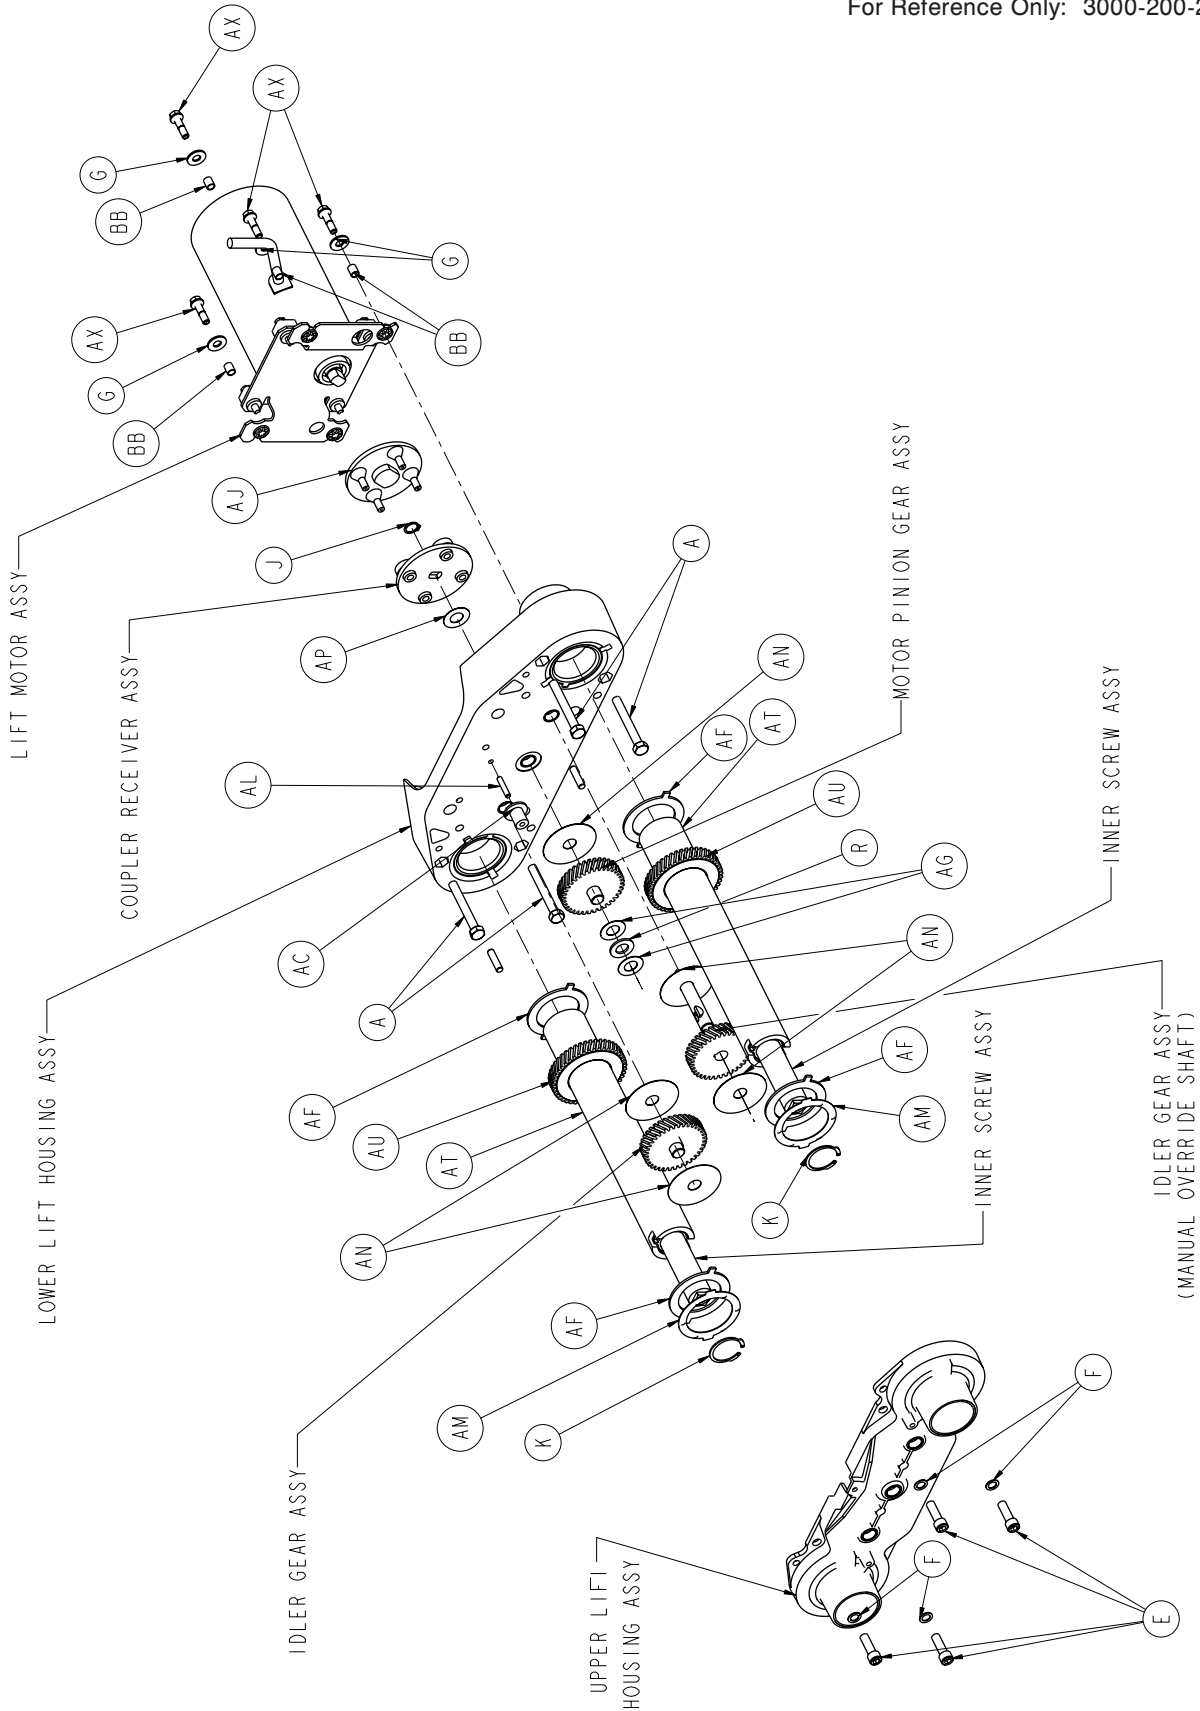 For Reference Only: 3000-200-2
AX
AX
G
BB
AX
G
BB
G
BB
AJ
J
AP
LIFT MOTOR ASSY
COUPLER RECEIVER ASSY
LOWER LIFT HOUSING ASSY
AL
AC
A
A
MOTOR PINION GEAR ASSY
AN
AF
AT
AU
R
AG
AN
INNER SCREW ASSY
AF
AU
AT
AN
AF
AM
K
INNER SCREW ASSY
IDLER GEAR ASSY
(MANUAL OVERRIDE SHAFT)
AF
AM
K
IDLER GEAR ASSY
UPPER LIFT
HOUSING ASSY
F
F
E